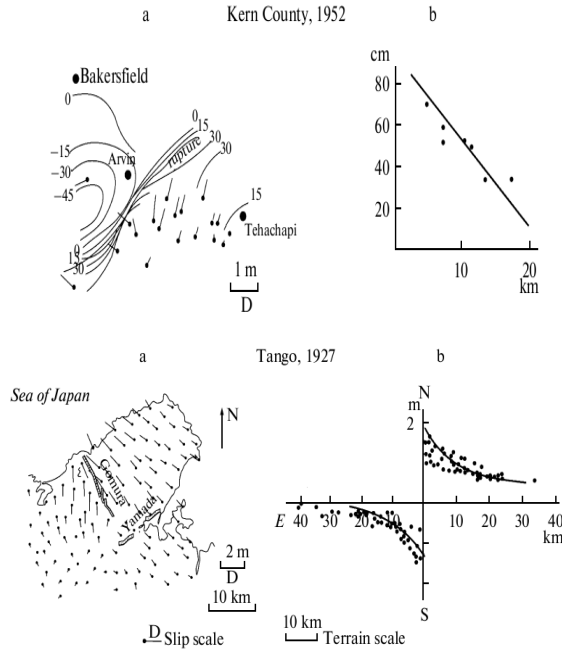 a Kern County, 1952 b
Bakersfield
0
-15
-30
-45
Arvin
rupture
0
15
30
30
15
Tehachapi
0
15
30
1 m
D
cm
80
60
40
20
10 20
km
a Tango, 1927 b
Sea of Japan
N
Gomura
Yamada
2 m
D
10 km
N
m 2
E 40 30 20 10 10 20 30 40
km
S
D Slip scale
10 km Terrain scale